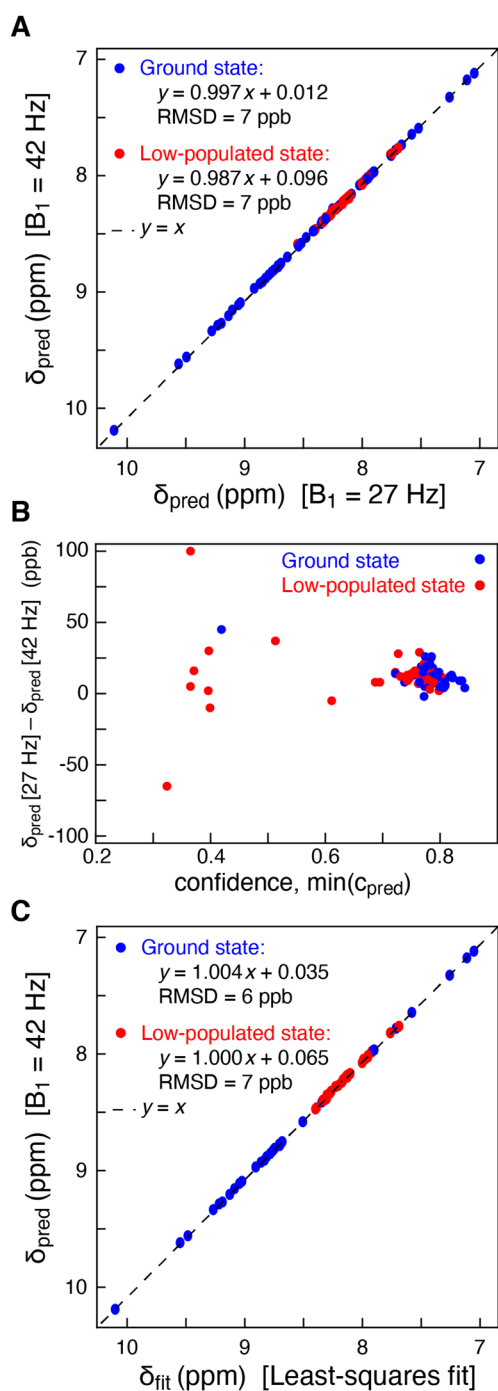 A
7
8
9
10
δpred (ppm) [B1 = 42 Hz]
Ground state:
y = 0.997x + 0.012
RMSD = 7 ppb
Low-populated state:
y = 0.987x + 0.096
RMSD = 7 ppb
y = x
10 9 8 7
δpred (ppm) [B1 = 27 Hz]
B
100
50
0
-50
-100
δpred [27 Hz] – δpred [42 Hz] (ppb)
Ground state
Low-populated state
0.2 0.4 0.6 0.8
confidence, min(cpred)
C
7
8
9
10
δpred (ppm) [B1 = 42 Hz]
Ground state:
y = 1.004x + 0.035
RMSD = 6 ppb
Low-populated state:
y = 1.000x + 0.065
RMSD = 7 ppb
y = x
10 9 8 7
δfit (ppm) [Least-squares fit]